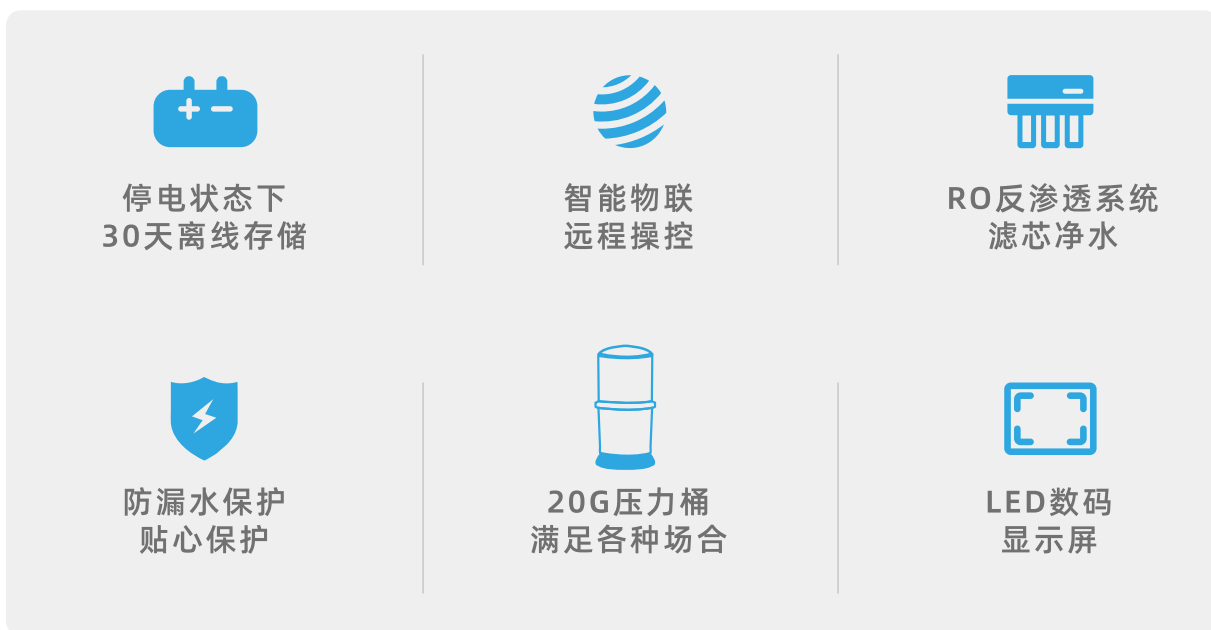 停电状态下
30天离线存储
智能物联
远程操控
RO反渗透系统
滤芯净水
防漏水保护
贴心保护
20G压力桶
满足各种场合
LED数码
显示屏